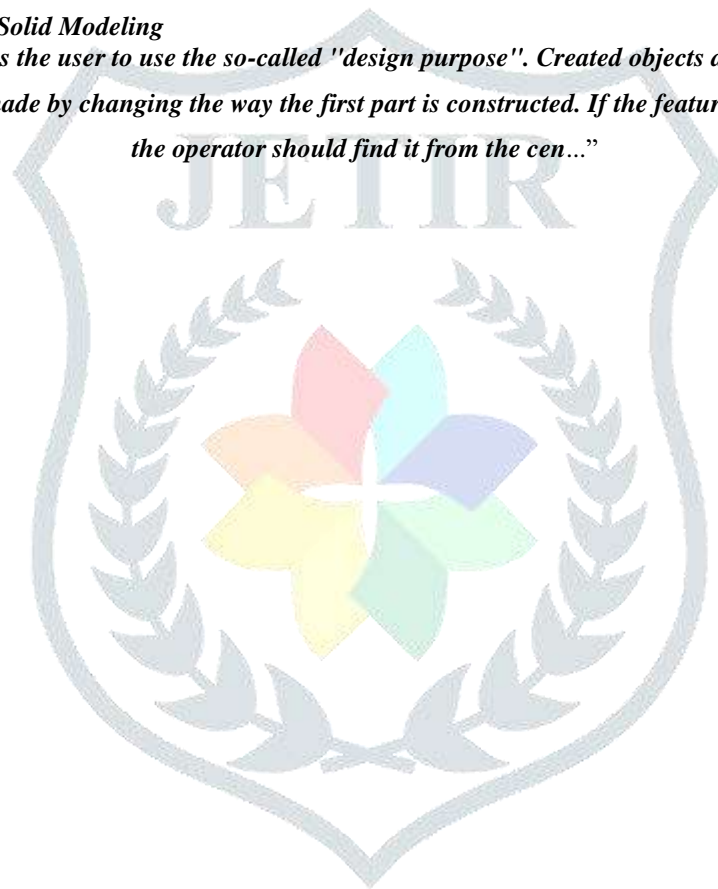 Solid Modeling
s the user to use the so-called "design purpose". Created objects a
ade by changing the way the first part is constructed. If the featur
the operator should find it from the cen...”
JETIR